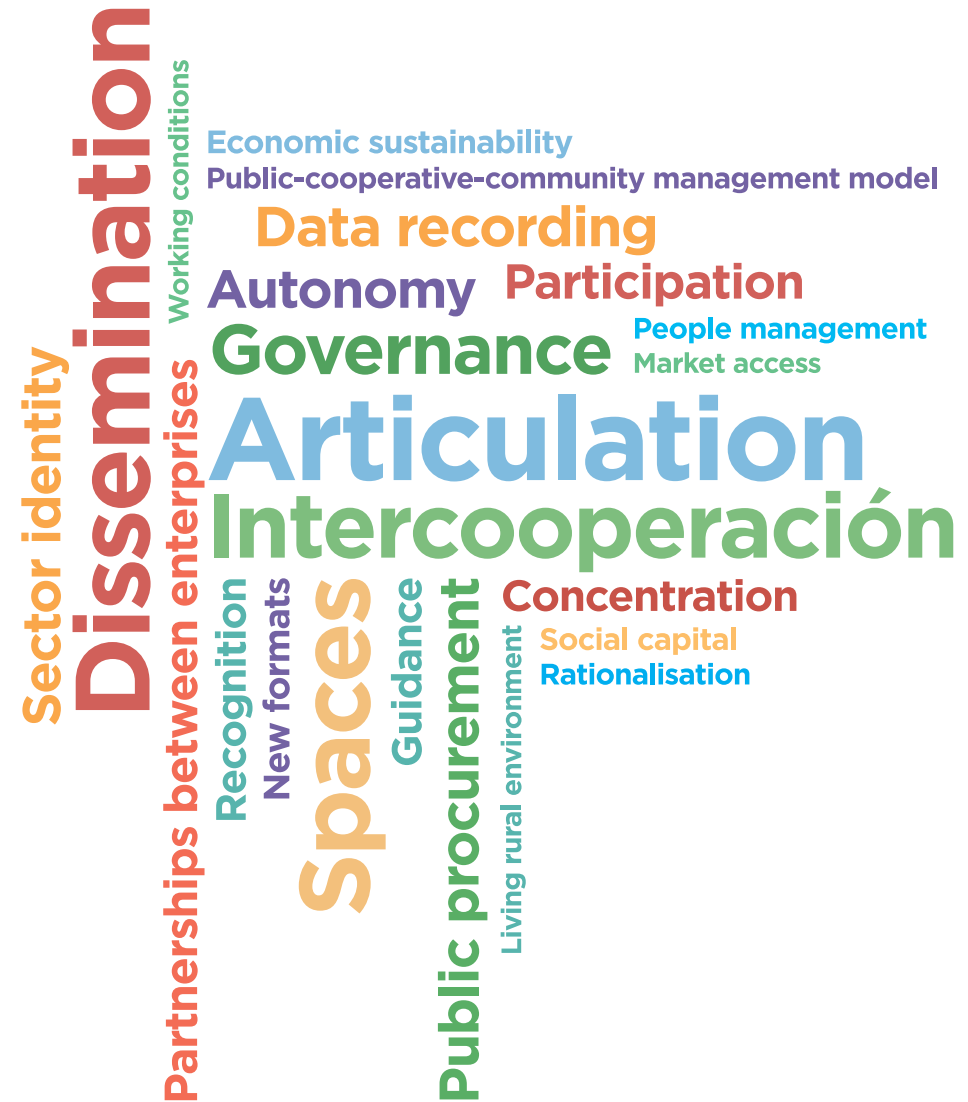 Sector identity
Dissemination
Working conditions
Partnerships between enterprises
Economic sustainability
Public-cooperative-community management model
Data recording
Autonomy
Participation
Governance
People management
Market access
Articulation
Intercooperación
Recognition
New formats
Spaces
Guidance
Public procurement
Living rural environment
Concentration
Social capital
Rationalisation